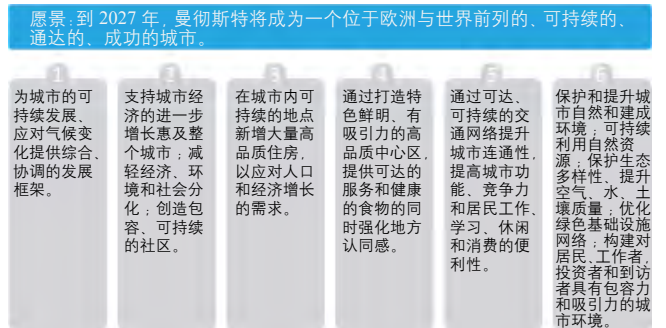 愿景:到 2027 年,曼彻斯特将成为一个位于欧洲与世界前列的、可持续的、
通达的、成功的城市。
1
为城市的可
持续发展、
应对气候变
化提供综合、
协调的发展
框架。
2
支持城市经
济的进一步
增长惠及整
个城市;减
轻经济、环
境和社会分
化;创造包
容、可持续
的社区。
3
在城市内可
持续的地点
新增大量高
品质住房,
以应对人口
和经济增长
的需求。
4
通过打造特
色鲜明、有
吸引力的高
品质中心区,
提供可达的
服务和健康
的食物的同
时强化地方
认同感。
5
通过可达、
可持续的交
通网络提升
城市连通性,
提高城市功
能、竞争力
和居民工作、
学习、休闲
和消费的便
利性。
6
保护和提升城
市自然和建成
环境;可持续
利用自然资
源;保护生态
多样性、提升
空气、水、土
壤质量;优化
绿色基础设施
网络;构建对
居民、工作者,
投资者和到访
者具有包容力
和吸引力的城
市环境。